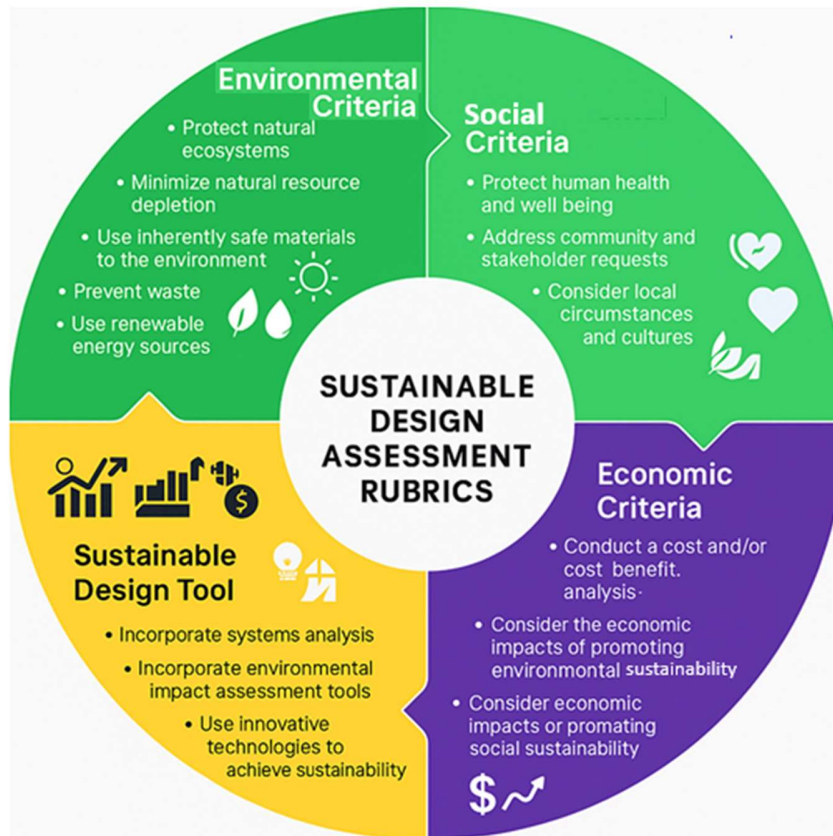 Environmental
Criteria
• Protect natural
ecosystems
• Minimize natural resource
depletion
• Use inherently safe materials
to the environment
• Prevent waste
• Use renewable
energy sources
Social
Criteria
• Protect human health
and well being
• Address community and
stakeholder requests
• Consider local
circumstances
and cultures
SUSTAINABLE
DESIGN
ASSESSMENT
RUBRICS
$
Sustainable
Design Tool
• Incorporate systems analysis
• Incorporate environmental
impact assessment tools
• Use innovative
technologies to
achieve sustainability
Economic
Criteria
• Conduct a cost and/or
cost benefit.
analysis·
• Consider the economic
impacts of promoting
environmontal sustainability
• Consider economic
impacts or promating
social sustainability
$